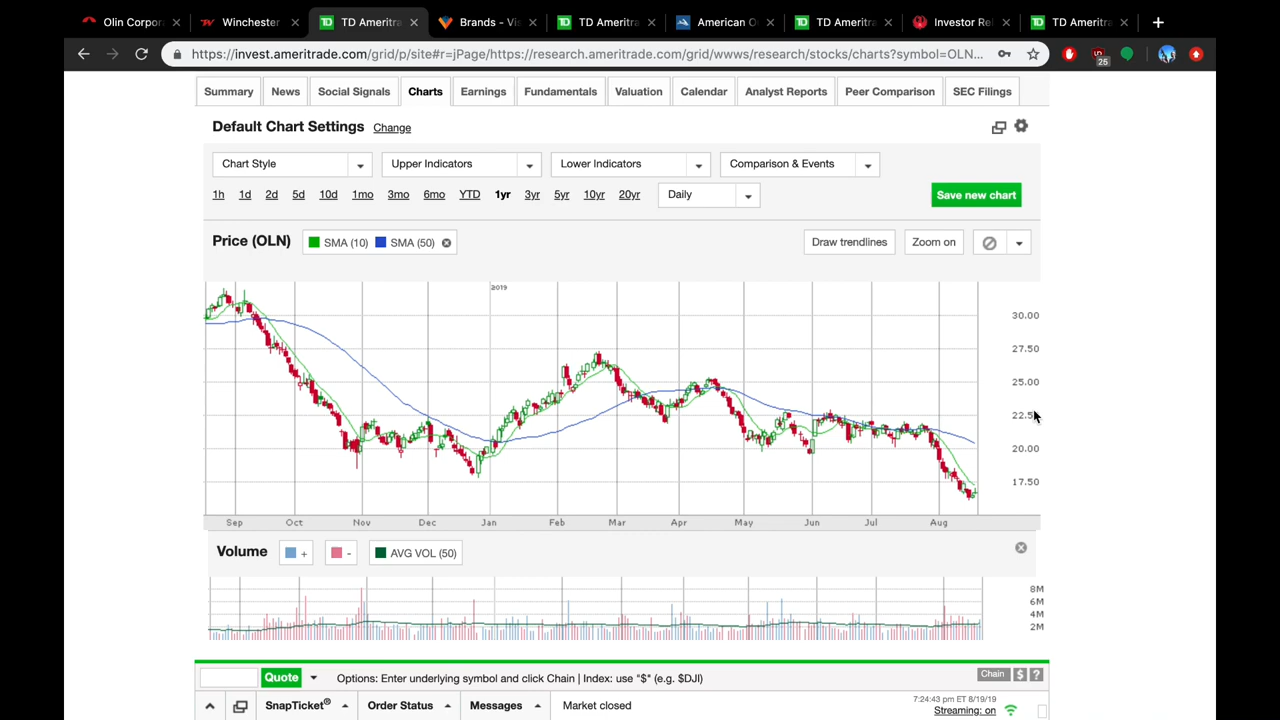 Olin Corpor
Winchester
TD Ameritra
Brands - Vis
TD Ameritra
American O
TD Ameritra
Investor Rel
TD Ameritra
https://invest.ameritrade.com/grid/p/site#r=jPage/https://research.ameritrade.com/grid/wwws/research/stocks/charts?symbol=OLN...
26
Summary News Social Signals Charts Earnings Fundamentals Valuation Calendar Analyst Reports Peer Comparison SEC Filings
Default Chart Settings Change
Chart Style Upper Indicators Lower Indicators Comparison & Events
1h 1d 2d 5d 10d 1mo 3mo 6mo YTD 1yr 3yr 5yr 10yr 20yr Daily Save new chart
Price (OLN) SMA (10) SMA (50) Draw trendlines Zoom on
2019
30.00
27.50
25.00
22.50
20.00
17.50
Sep Oct Nov Dec Jan Feb Mar Apr May Jun Jul Aug
Volume + - AVG VOL (50)
8M
6M
4M
2M
Quote Options: Enter underlying symbol and click Chain | Index: use "$" (e.g. $DJI) Chain $ ?
SnapTicket® Order Status Messages Market closed
7:24:43 pm ET 8/19/19
Streaming: on